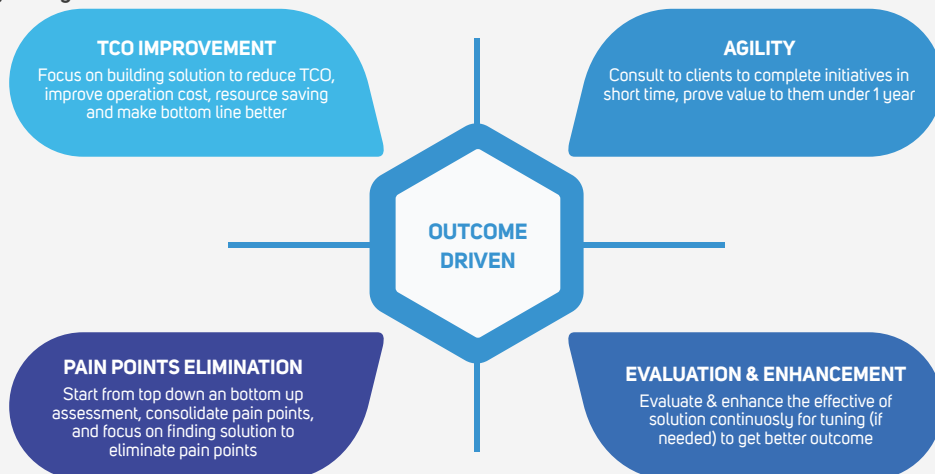 TCO IMPROVEMENT
Focus on building solution to reduce TCO,
improve operation cost, resource saving
and make bottom line better
AGILITY
Consult to clients to complete initiatives in
short time, prove value to them under 1 year
OUTCOME
DRIVEN
PAIN POINTS ELIMINATION
Start from top down an bottom up
assessment, consolidate pain points,
and focus on finding solution to
eliminate pain points
EVALUATION & ENHANCEMENT
Evaluate & enhance the effective of
solution continuosly for tuning (if
needed) to get better outcome